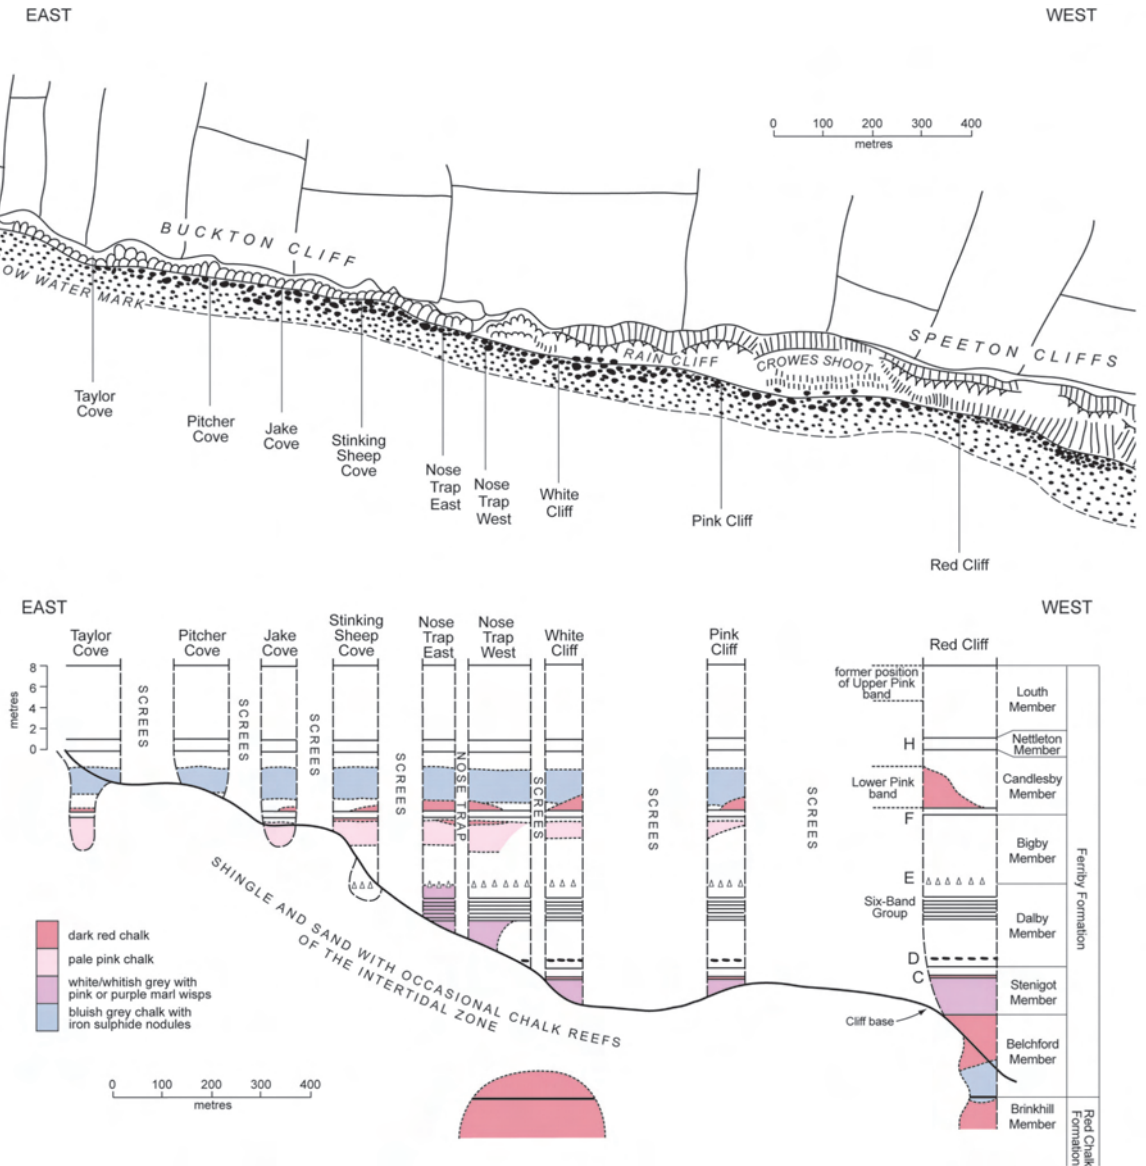 EAST
WEST
0 100 200 300 400
metres
BUCKTON CLIFF
OW WATER MARK
RAIN CLIFF
CROWES SHOOT
SPEETON CLIFFS
Taylor
Cove
Pitcher
Cove
Jake
Cove
Stinking
Sheep
Cove
Nose
Trap
East
Nose
Trap
West
White
Cliff
Pink Cliff
Red Cliff
EAST
WEST
Taylor
Cove
Pitcher
Cove
Jake
Cove
Stinking
Sheep
Cove
Nose
Trap
East
Nose
Trap
West
White
Cliff
Pink
Cliff
Red Cliff
8
6
4
2
0
metres
SCREES
SCREES
SCREES
SCREES
NOSE TRAP
SCREES
SCREES
SCREES
former position
of Upper Pink
band
Lower Pink
band
Six-Band
Group
H
F
E
D
C
Cliff base
Louth
Member
Nettleton
Member
Candlesby
Member
Bigby
Member
Dalby
Member
Stenigot
Member
Belchford
Member
Brinkhill
Member
Ferriby Formation
Red Chalk
Formation
SHINGLE AND SAND WITH OCCASIONAL CHALK REEFS
OF THE INTERTIDAL ZONE
dark red chalk
pale pink chalk
white/whitish grey with
pink or purple marl wisps
bluish grey chalk with
iron sulphide nodules
0 100 200 300 400
metres